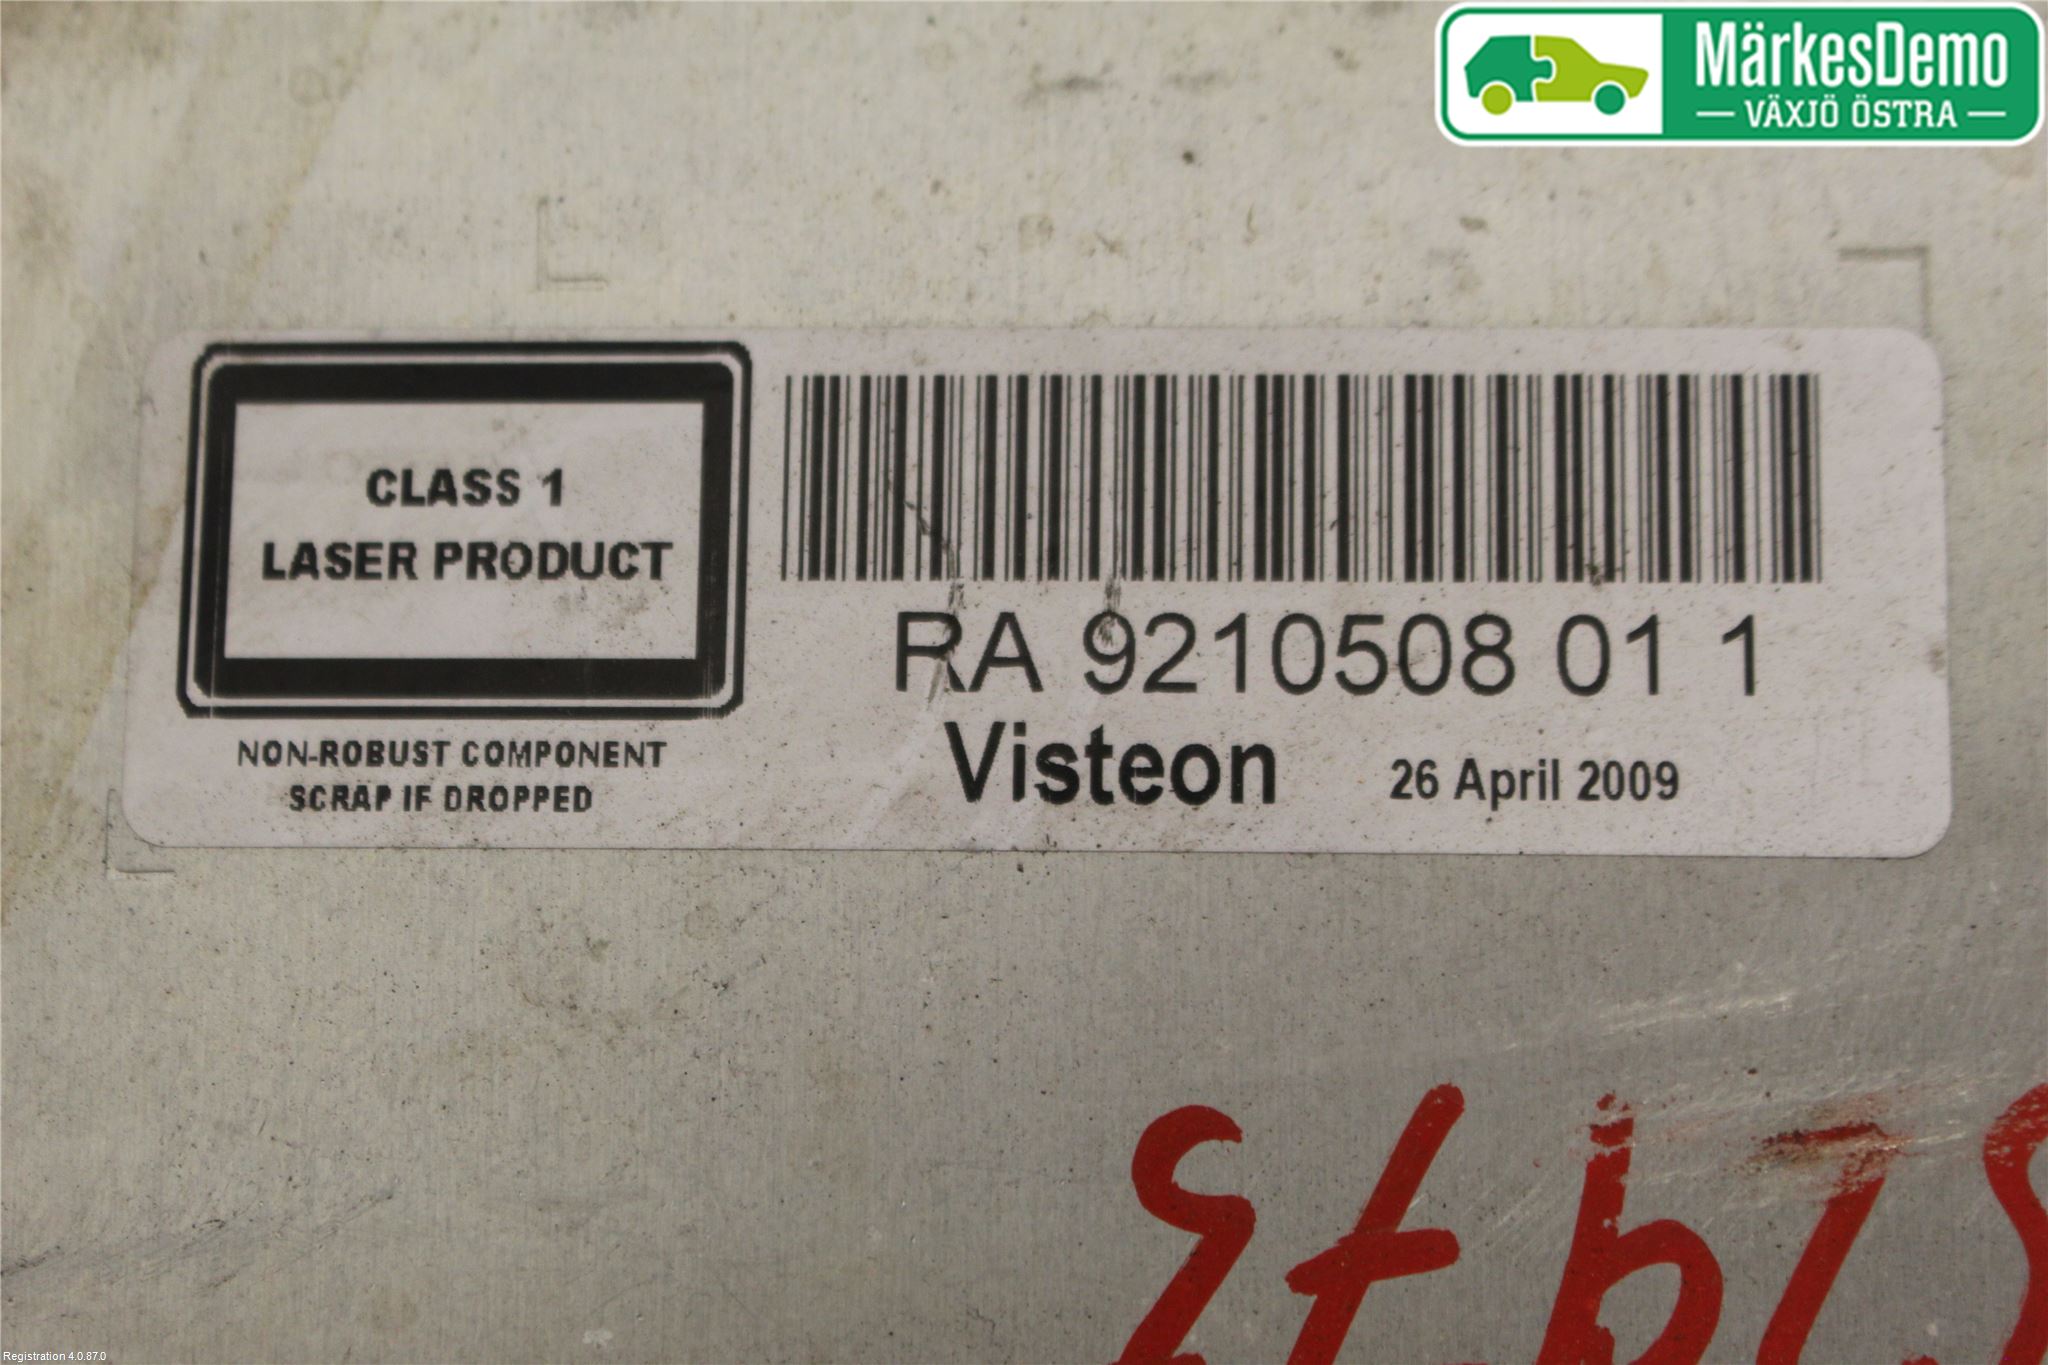 MärkesDemo
VÄXJÖ ÖSTRA
CLASS 1
LASER PRODUCT
NON-ROBUST COMPONENT
SCRAP IF DROPPED
RA 9210508 01 1
Visteon 26 April 2009
Registration 4.0.87.0